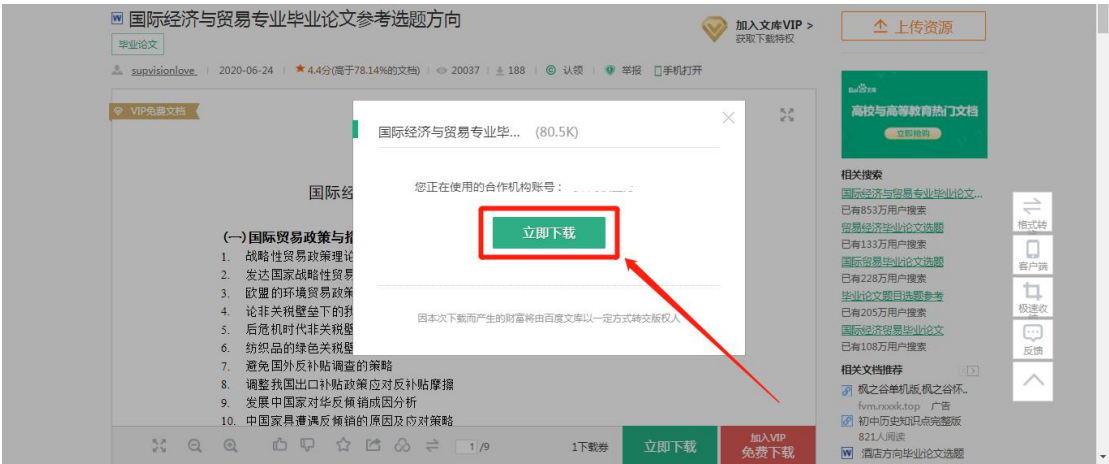 国际经济与贸易专业毕业论文参考选题方向
毕业论文
supvisionlove_ 2020-06-24 4.4分(高于78.14%的文档) 20037 188 认领 举报 手机打开
加入文库VIP >
获取下载特权
上传资源
VIP免费文档
国际经济与贸易专业毕... (80.5K)
您正在使用的合作机构账号：
立即下载
因本次下载而产生的财富将由百度文库以一定方式转交版权人
国际经
(一)国际贸易政策与措
1. 战略性贸易政策理论
2. 发达国家战略性贸易
3. 欧盟的环境贸易政策
4. 论非关税壁垒下的我
5. 后危机时代非关税壁
6. 纺织品的绿色关税壁
7. 避免国外反补贴调查的策略
8. 调整我国出口补贴政策应对反补贴摩擦
9. 发展中国家对华反倾销成因分析
10. 中国家具遭遇反倾销的原因及应对策略
1 /9
1下载券
立即下载
加入VIP
免费下载
高校与高等教育热门文档
立即抢购
相关搜索
国际经济与贸易专业毕业论文...
已有853万用户搜索
贸易经济毕业论文选题
已有133万用户搜索
国际贸易毕业论文选题
已有228万用户搜索
毕业论文题目选题参考
已有205万用户搜索
国际经济贸易毕业论文
已有108万用户搜索
相关文档推荐
枫之谷单机版,枫之谷怀..
fvm.rxxxk.top 广告
初中历史知识点完整版
821人阅读
酒店方向毕业论文选题
格式转
客户端
极速收
反馈